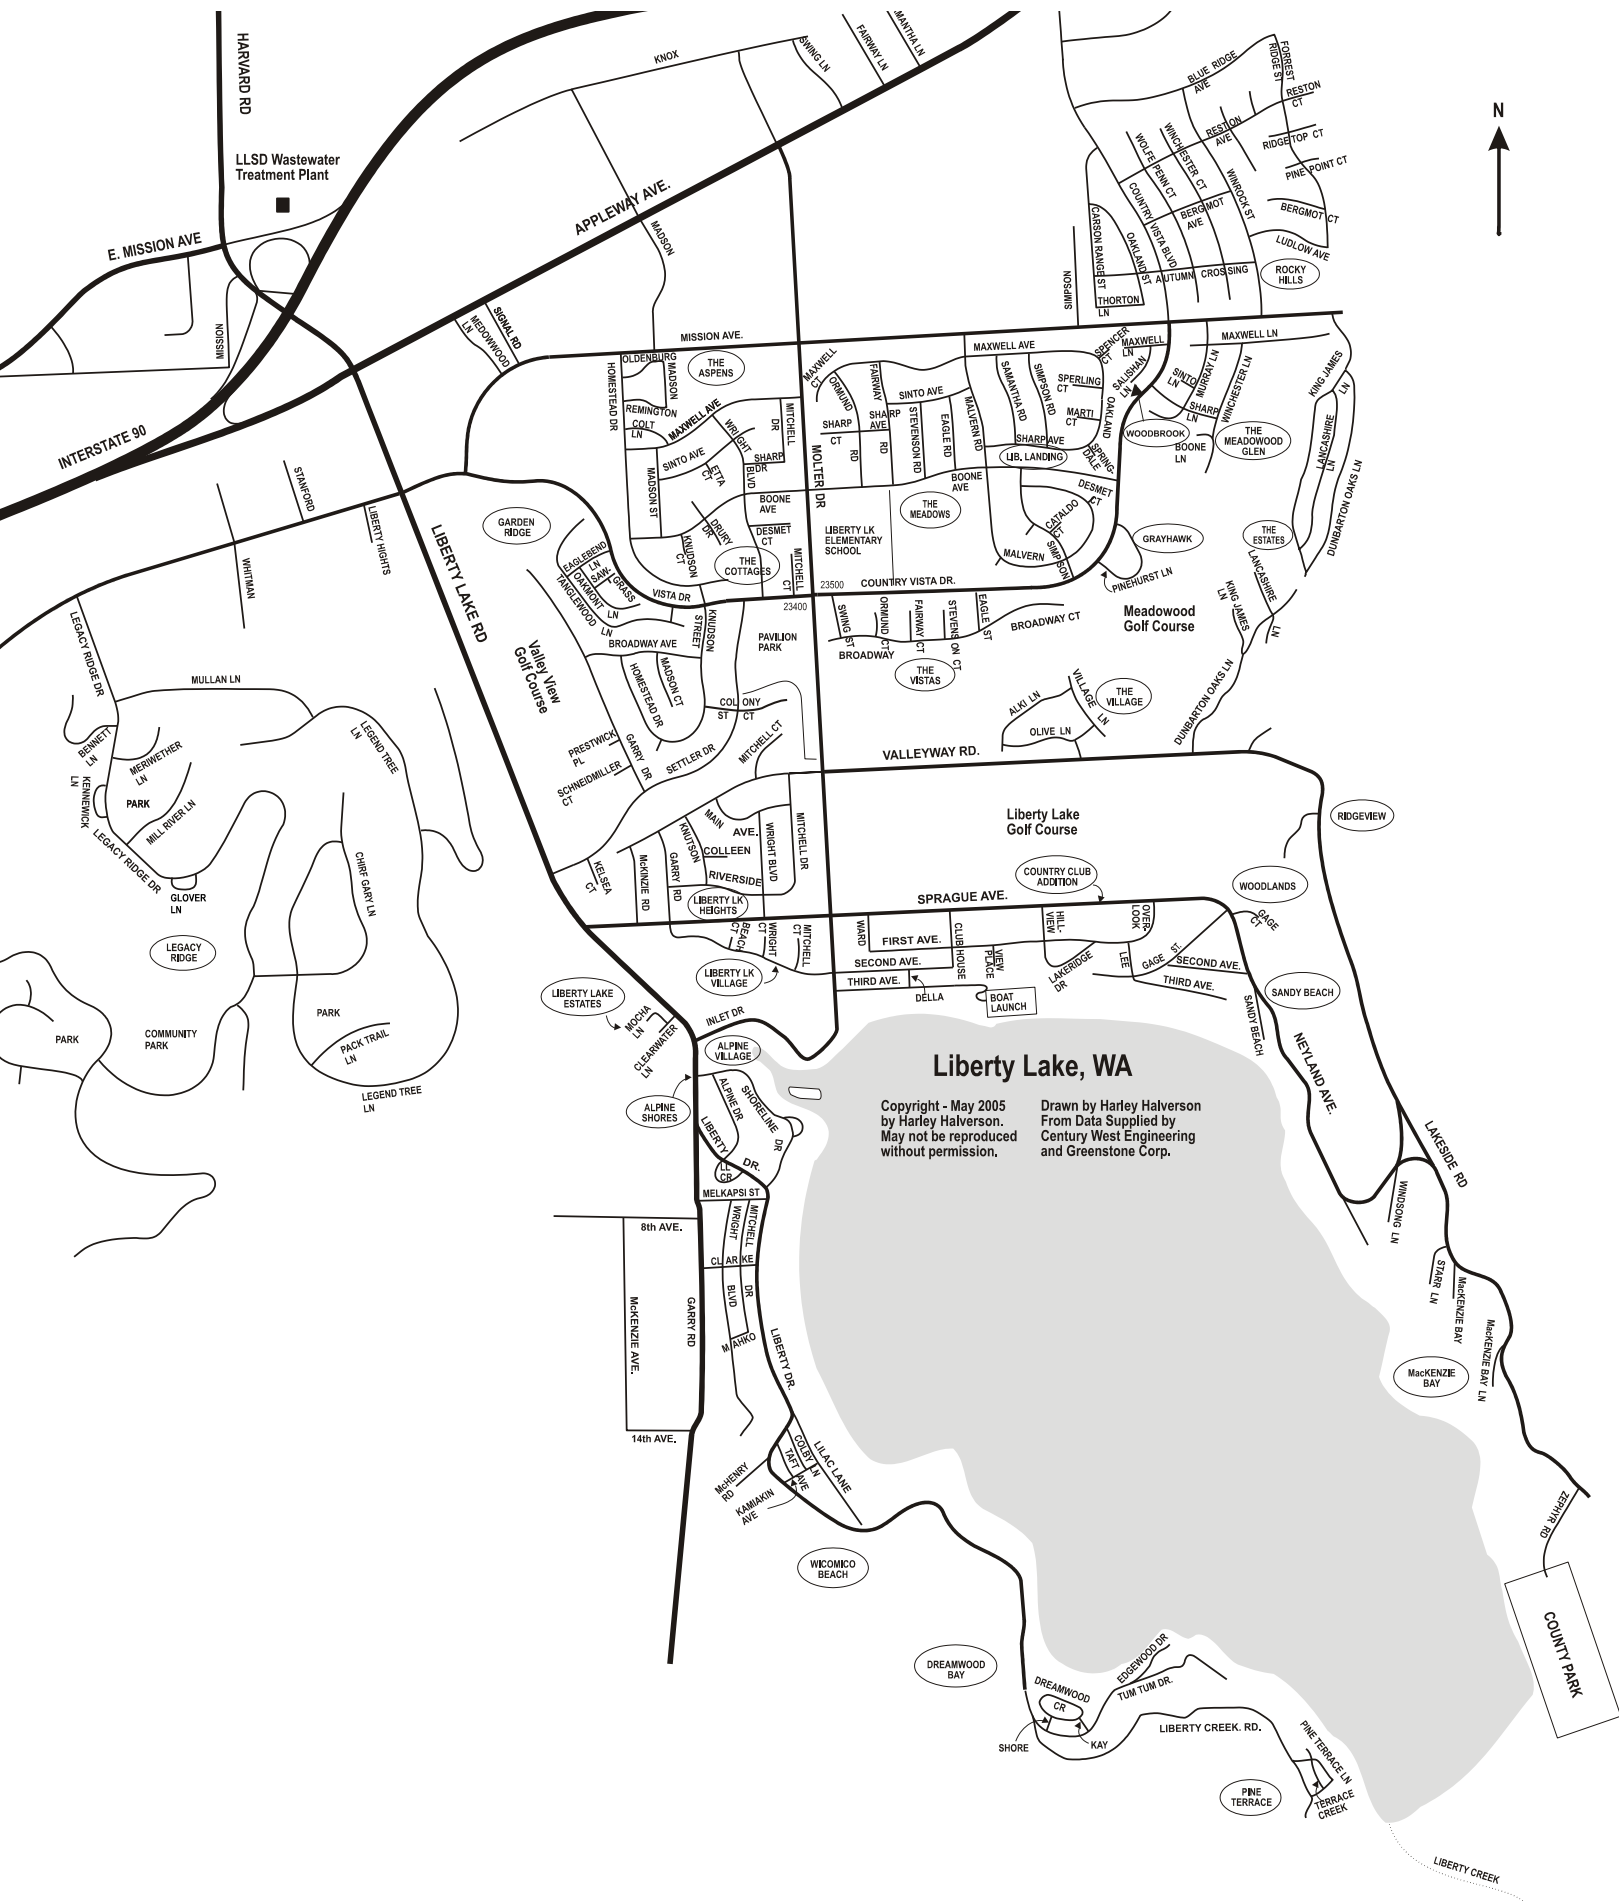 HARVARD RD
KNOX
SWING LN
FAIRWAY LN
MANTHA LN
BLUE RIDGE
AVE
FORREST
RIDGE ST
RESTON
CT
RESTON
AVE
RIDGE TOP CT
PINE POINT CT
WOLFE
PENN CT
WINCHESTER CT
WINROCK ST
BERGMOT
AVE
BERGMOT CT
LUDLOW AVE
COUNTRY
VISTA BLVD
CARSON RANGE ST
OAKLAND ST
AUTUMN CROSSING
THORTON
LN
ROCKY
HILLS
SIMPSON
N
LLSD Wastewater
Treatment Plant
E. MISSION AVE
MISSION
INTERSTATE 90
APPLEWAY AVE.
MADSON
MEDOWWOOD
LN
SIGNAL RD
MISSION AVE.
OLDENBURG
THE
ASPENS
HOMESTEAD DR
MADSON
REMINGTON
COLT
LN
MAXWELL AVE
WRIGHT
BLVD
MITCHELL
DR
SINTO AVE
ETTA
CT
SHARP
DR
MADSON ST
BOONE
AVE
DRURY
DR
DESMET
CT
KNUDSON
CT
THE
COTTAGES
MITCHELL
CT
MOLTER DR
MAXWELL
CT
ORMUND
RD
FAIRWAY
RD
SHARP
CT
SHARP
AVE
SINTO AVE
STEVENSON RD
EAGLE RD
MALVERN RD
MAXWELL AVE
SAMANTHA RD
SIMPSON RD
SPERLING
CT
MARTI
CT
OAKLAND
SPENCER
CT
MAXWELL
LN
SALISHAN
LN
SHARP AVE
LIB. LANDING
SPRING-
DALE
WOODBROOK
SINTO
LN
MURRAY LN
SHARP
LN
WINCHESTER LN
MAXWELL LN
BOONE
LN
THE
MEADOWOOD
GLEN
KING JAMES
LN
LANCASHIRE
LN
DUNBARTON OAKS LN
THE
ESTATES
LANCASHIRE
LN
KING JAMES
LN
DUNBARTON OAKS LN
BOONE
AVE
THE
MEADOWS
DESMET
CT
CATALDO
CT
MALVERN
SIMPSON
GRAYHAWK
PINEHURST LN
LIBERTY LK
ELEMENTARY
SCHOOL
23500
COUNTRY VISTA DR.
23400
Meadowood
Golf Course
STANFORD
LIBERTY HIGHTS
WHITMAN
LIBERTY LAKE RD
GARDEN
RIDGE
EAGLEBEND
LN
SAW-
GRASS
LN
OAKMONT
TANGLEWOOD
LN
VISTA DR
Valley View
Golf Course
BROADWAY AVE
KNUDSON
STREET
PAVILION
PARK
HOMESTEAD DR
MADSON CT
COLONY
ST CT
MITCHELL CT
SETTLER DR
GARRY DR
PRESTWICK
PL
SCHNEIDMILLER
CT
SWING ST
ORMUND CT
FAIRWAY
CT
STEVENSON CT
EAGLE ST
BROADWAY
BROADWAY CT
THE
VISTAS
ALKI LN
VILLAGE LN
OLIVE LN
THE
VILLAGE
VALLEYWAY RD.
LEGACY RIDGE DR
MULLAN LN
BENNETT
LN
MERIWETHER
LN
KENNEWICK
LN
PARK
MILL RIVER LN
LEGACY RIDGE DR
GLOVER
LN
LEGACY
RIDGE
LEGEND TREE
LN
CHIRF GARY LN
PARK
COMMUNITY
PARK
PARK
PACK TRAIL
LN
LEGEND TREE
LN
KELSEA
CT
McKINZIE RD
GARRY RD
KNUTSON
MAIN
AVE.
COLLEEN
RIVERSIDE
WRIGHT BLVD
MITCHELL DR
LIBERTY LK
HEIGHTS
BEACH
CT
WRIGHT
CT
MITCHELL
CT
LIBERTY LK
VILLAGE
Liberty Lake
Golf Course
COUNTRY CLUB
ADDITION
SPRAGUE AVE.
RIDGEVIEW
WOODLANDS
GAGE
CT
WARD
FIRST AVE.
CLUB HOUSE
VIEW
PLACE
HILL-
VIEW
OVER-
LOOK
LAKERIDGE
DR
LEE
GAGE ST.
SECOND AVE.
THIRD AVE.
SECOND AVE.
THIRD AVE.
DELLA
BOAT
LAUNCH
SANDY BEACH
SANDY BEACH
NEYLAND AVE.
LAKESIDE RD
LIBERTY LAKE
ESTATES
MOCHA
LN
CLEARWATER
LN
INLET DR
ALPINE
VILLAGE
ALPINE
SHORES
ALPINE DR
SHORELINE
DR
LIBERTY
DR.
LL
CR
MELKAPSI ST
Liberty Lake, WA
Copyright - May 2005
by Harley Halverson.
May not be reproduced
without permission.
Drawn by Harley Halverson
From Data Supplied by
Century West Engineering
and Greenstone Corp.
8th AVE.
WRIGHT
BLVD
MITCHELL
DR
CLARKE
McKENZIE AVE.
GARRY RD
MAHKO
LIBERTY DR.
14th AVE.
McHENRY
RD
COLBY LN
TAFT
AVE
LILAC LANE
KAMIAKIN
AVE
WICOMICO
BEACH
WINDSONG LN
STARR LN
MacKENZIE BAY
MacKENZIE BAY LN
MacKENZIE
BAY
ZEPHYR RD
COUNTY PARK
DREAMWOOD
BAY
DREAMWOOD
CR
SHORE
KAY
EDGEWOOD DR
TUM TUM DR.
LIBERTY CREEK. RD.
PINE TERRACE LN
PINE
TERRACE
TERRACE
CREEK
LIBERTY CREEK